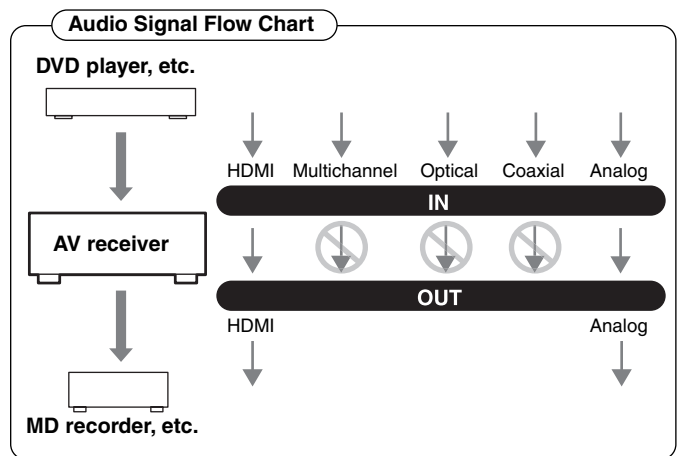 Audio Signal Flow Chart
DVD player, etc.
HDMI Multichannel Optical Coaxial Analog
IN
AV receiver
OUT
HDMI Analog
MD recorder, etc.